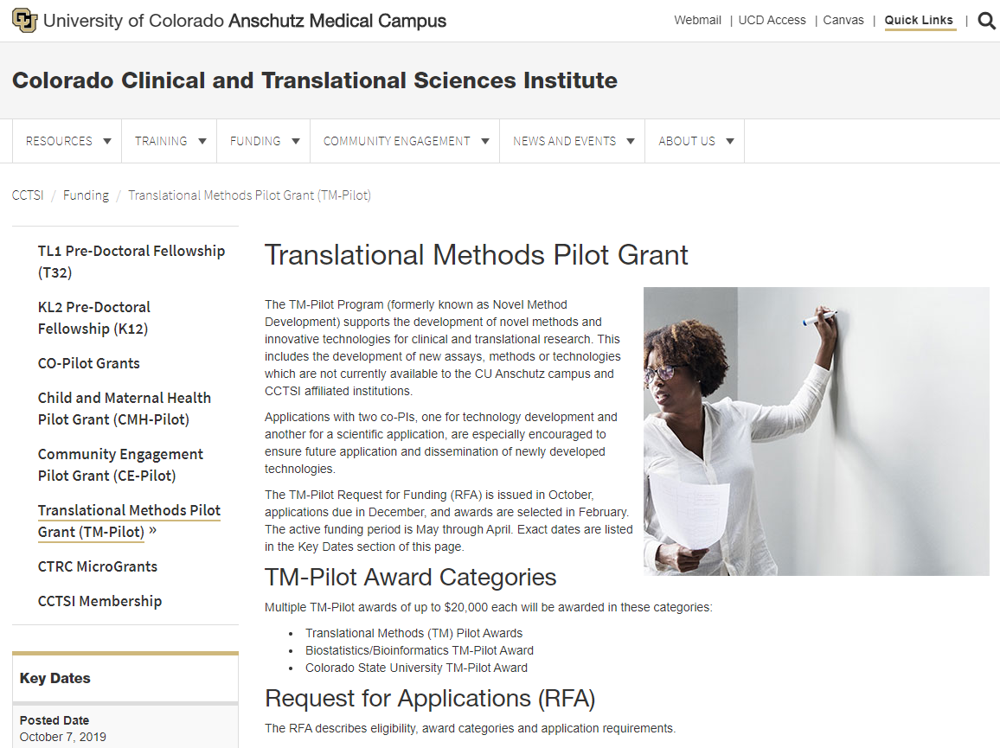 University of Colorado Anschutz Medical Campus
Webmail | UCD Access | Canvas | Quick Links |
Colorado Clinical and Translational Sciences Institute
RESOURCES TRAINING FUNDING COMMUNITY ENGAGEMENT NEWS AND EVENTS ABOUT US
CCTSI / Funding / Translational Methods Pilot Grant (TM-Pilot)
TL1 Pre-Doctoral Fellowship
(T32)
KL2 Pre-Doctoral
Fellowship (K12)
CO-Pilot Grants
Child and Maternal Health
Pilot Grant (CMH-Pilot)
Community Engagement
Pilot Grant (CE-Pilot)
Translational Methods Pilot
Grant (TM-Pilot) »
CTRC MicroGrants
CCTSI Membership
Key Dates
Posted Date
October 7, 2019
Translational Methods Pilot Grant
The TM-Pilot Program (formerly known as Novel Method
Development) supports the development of novel methods and
innovative technologies for clinical and translational research. This
includes the development of new assays, methods or technologies
which are not currently available to the CU Anschutz campus and
CCTSI affiliated institutions.
Applications with two co-PIs, one for technology development and
another for a scientific application, are especially encouraged to
ensure future application and dissemination of newly developed
technologies.
The TM-Pilot Request for Funding (RFA) is issued in October,
applications due in December, and awards are selected in February.
The active funding period is May through April. Exact dates are listed
in the Key Dates section of this page.
TM-Pilot Award Categories
Multiple TM-Pilot awards of up to $20,000 each will be awarded in these categories:
• Translational Methods (TM) Pilot Awards
• Biostatistics/Bioinformatics TM-Pilot Award
• Colorado State University TM-Pilot Award
Request for Applications (RFA)
The RFA describes eligibility, award categories and application requirements.